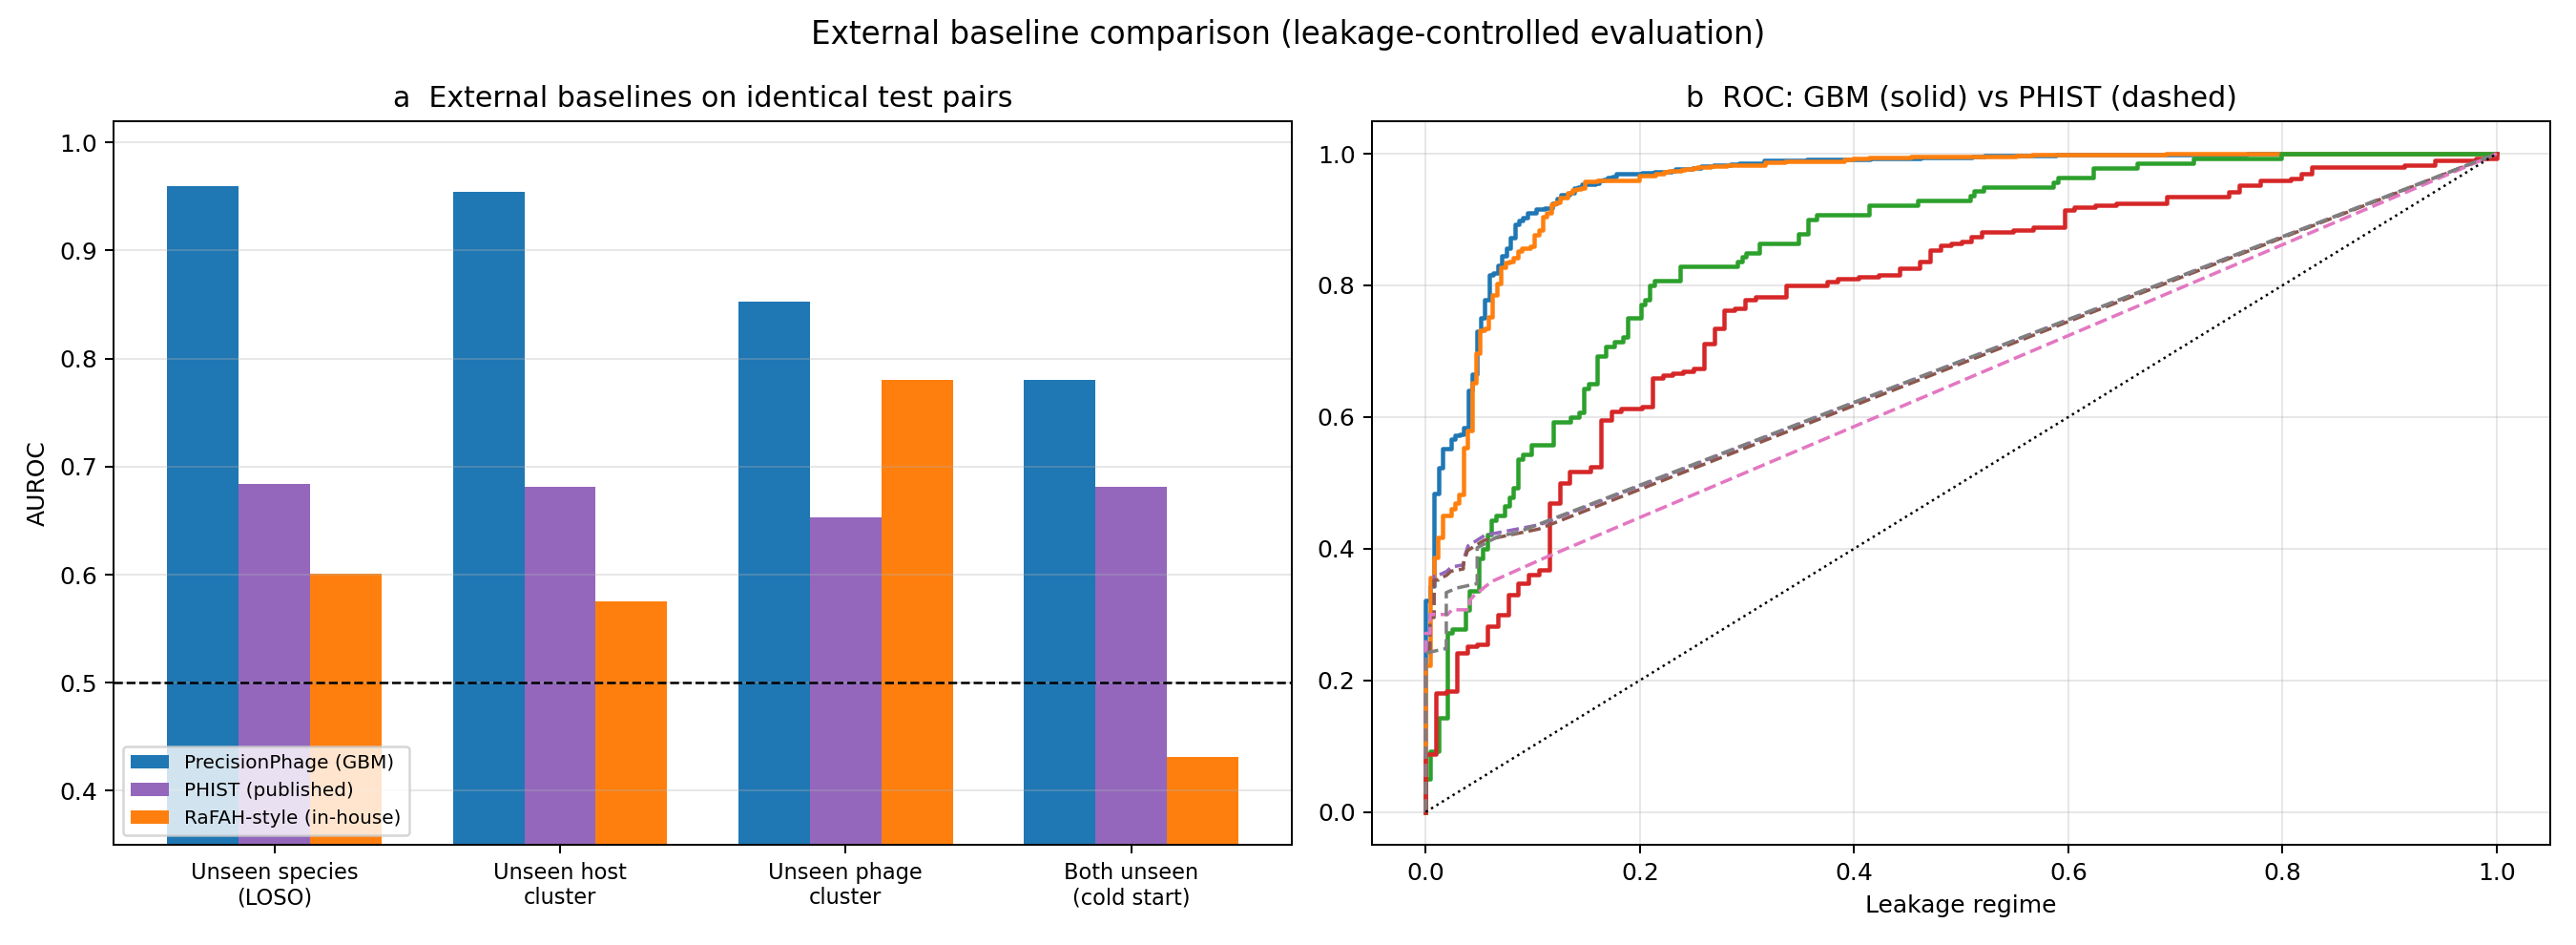 External baseline comparison (leakage-controlled evaluation)
a  External baselines on identical test pairs
AUROC
1.0
0.9
0.8
0.7
0.6
0.5
0.4
PrecisionPhage (GBM)
PHIST (published)
RaFAH-style (in-house)
Unseen species
(LOSO)
Unseen host
cluster
Unseen phage
cluster
Both unseen
(cold start)
b  ROC: GBM (solid) vs PHIST (dashed)
1.0
0.8
0.6
0.4
0.2
0.0
0.0
0.2
0.4
0.6
0.8
1.0
Leakage regime